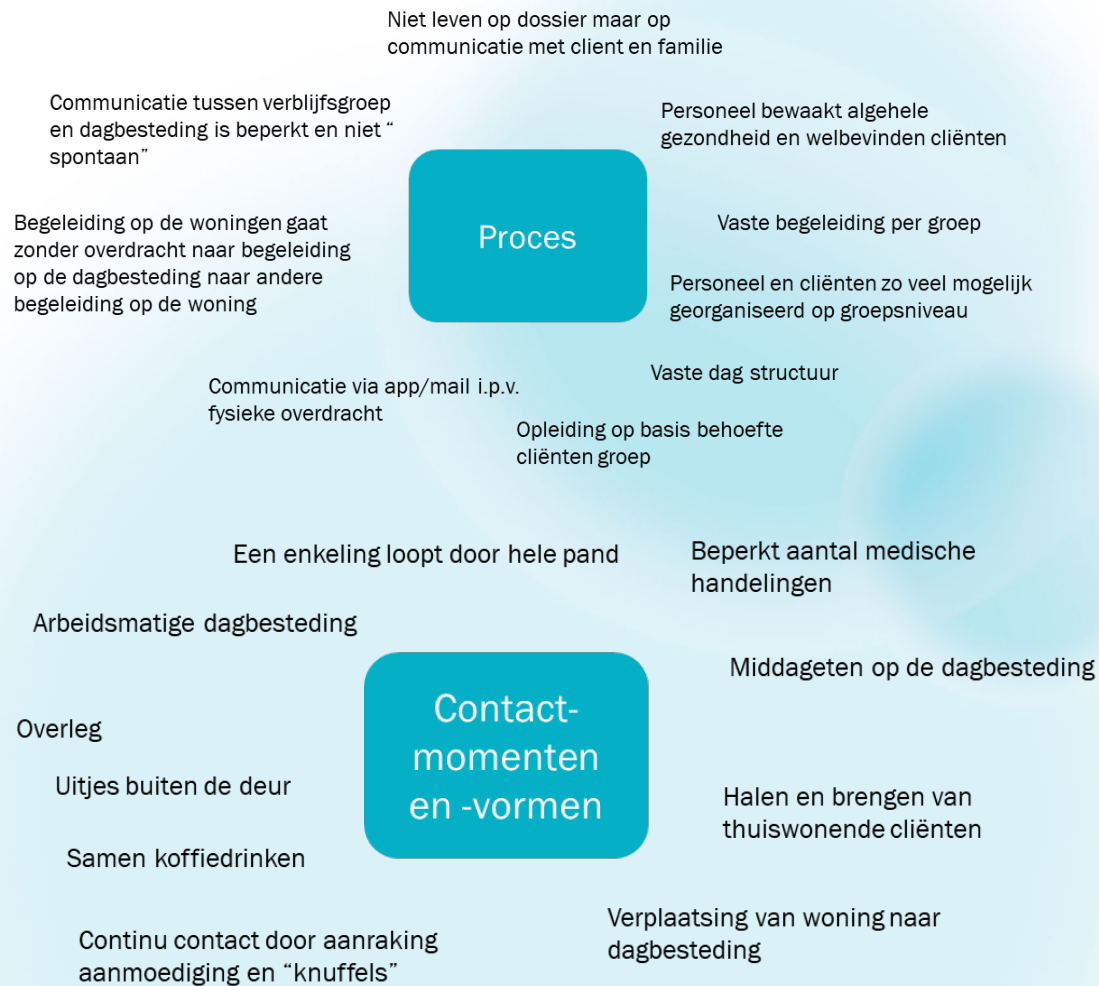 Niet leven op dossier maar op
communicatie met client en familie
Communicatie tussen verblijfsgroep
en dagbesteding is beperkt en niet “
spontaan”
Personeel bewaakt algehele
gezondheid en welbevinden cliënten
Proces
Begeleiding op de woningen gaat
zonder overdracht naar begeleiding
op de dagbesteding naar andere
begeleiding op de woning
Vaste begeleiding per groep
Personeel en cliënten zo veel mogelijk
georganiseerd op groepsniveau
Communicatie via app/mail i.p.v.
fysieke overdracht
Vaste dag structuur
Opleiding op basis behoefte
cliënten groep
Een enkeling loopt door hele pand
Beperkt aantal medische
handelingen
Arbeidsmatige dagbesteding
Middageten op de dagbesteding
Contact-
momenten
en -vormen
Overleg
Uitjes buiten de deur
Halen en brengen van
thuiswonende cliënten
Samen koffiedrinken
Continu contact door aanraking
aanmoediging en “knuffels”
Verplaatsing van woning naar
dagbesteding